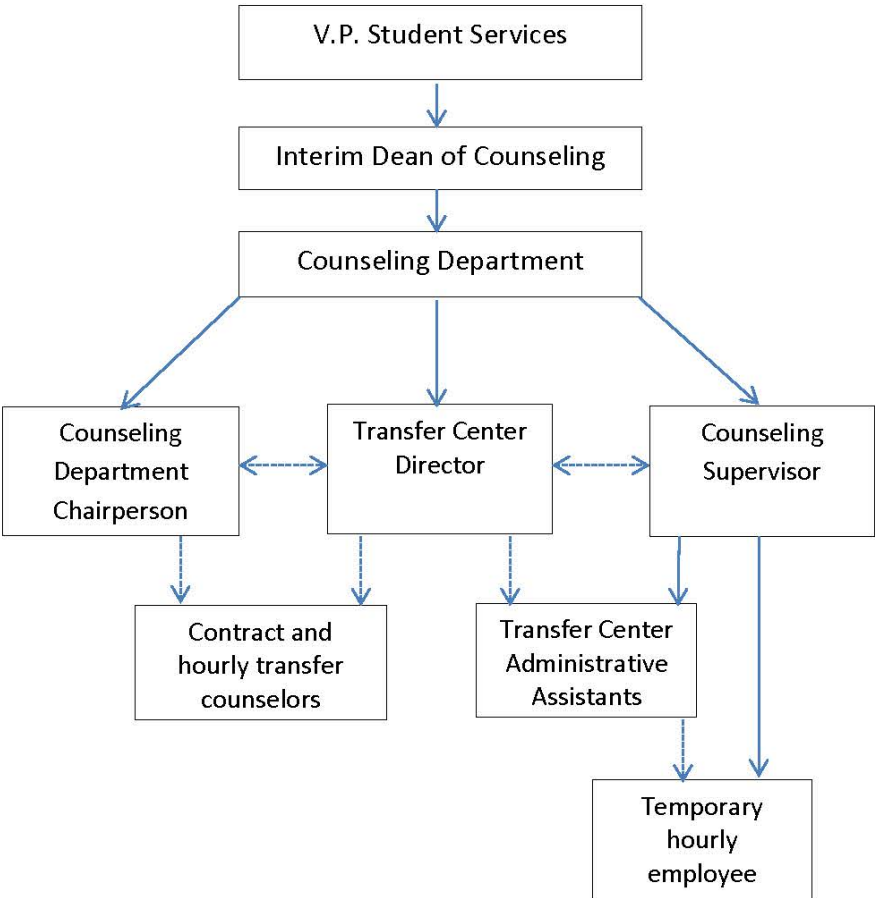 V.P. Student Services
Interim Dean of Counseling
Counseling Department
Counseling
Department
Chairperson
Transfer Center
Director
Counseling
Supervisor
Contract and
hourly transfer
counselors
Transfer Center
Administrative
Assistants
Temporary
hourly
employee